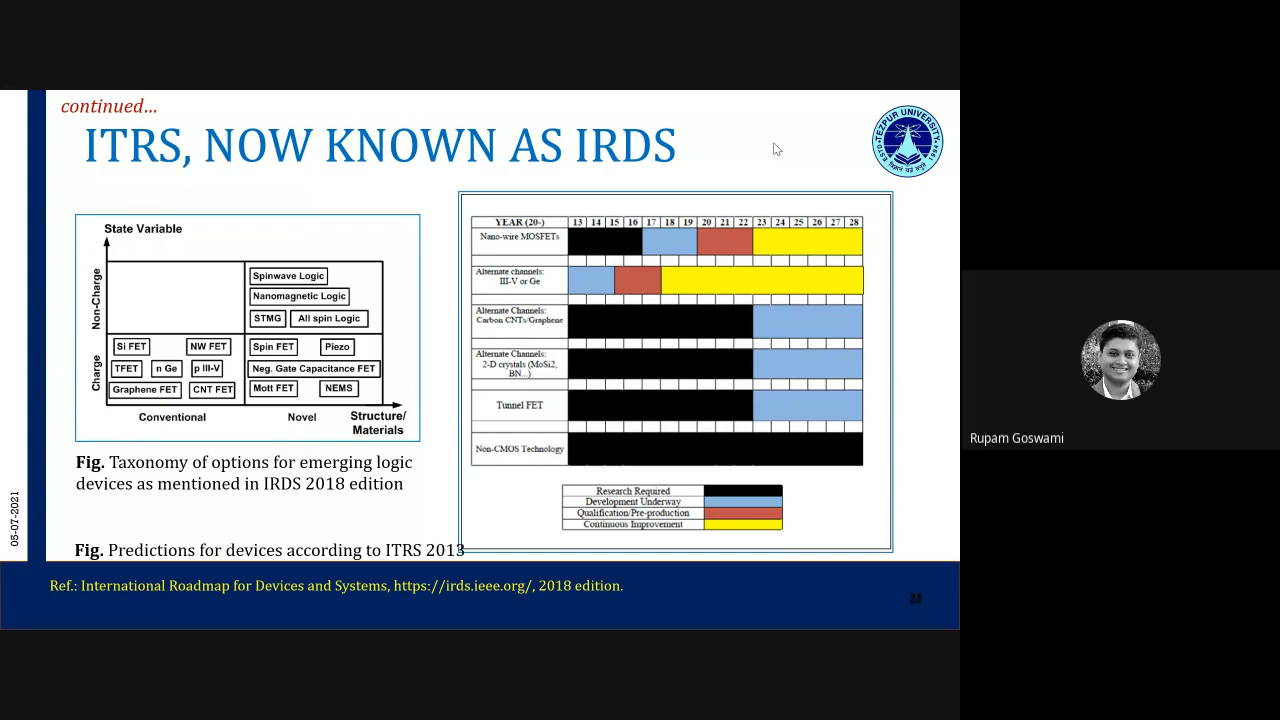 continued…
ITRS, NOW KNOWN AS IRDS
TEZPUR UNIVERSITY
State Variable
Non-Charge
Charge
Spinwave Logic
Nanomagnetic Logic
STMG All spin Logic
Si FET NW FET Spin FET Piezo
TFET n Ge p III-V Neg. Gate Capacitance FET
Graphene FET CNT FET Mott FET NEMS
Conventional Novel Structure/
Materials
Fig. Taxonomy of options for emerging logic
devices as mentioned in IRDS 2018 edition
YEAR (20-) 13 14 15 16 17 18 19 20 21 22 23 24 25 26 27 28
Nano-wire MOSFETs
Alternate channels:
III-V or Ge
Alternate Channels:
Carbon CNTs/Graphene
Alternate Channels:
2-D crystals (MoSi2,
BN...)
Tunnel FET
Non-CMOS Technology
Research Required
Development Underway
Qualification/Pre-production
Continuous Improvement
Fig. Predictions for devices according to ITRS 2013
Ref.: International Roadmap for Devices and Systems, https://irds.ieee.org/, 2018 edition.
24
Rupam Goswami